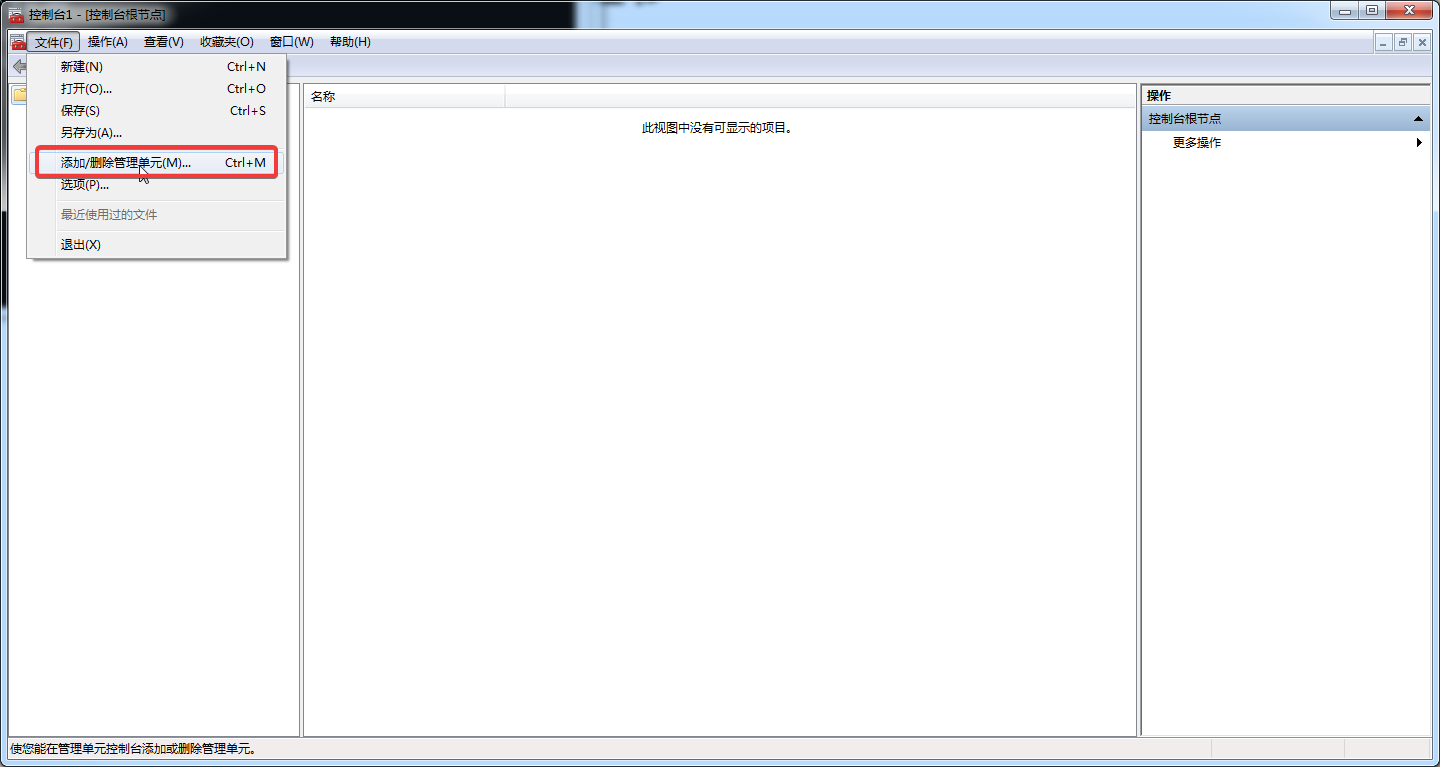 控制台1 - [控制台根节点]
文件(F) 操作(A) 查看(V) 收藏夹(O) 窗口(W) 帮助(H)
新建(N) Ctrl+N
打开(O)... Ctrl+O
保存(S) Ctrl+S
另存为(A)...
添加/删除管理单元(M)... Ctrl+M
选项(P)...
最近使用过的文件
退出(X)
名称
此视图中没有可显示的项目。
操作
控制台根节点
更多操作
使您能在管理单元控制台添加或删除管理单元。